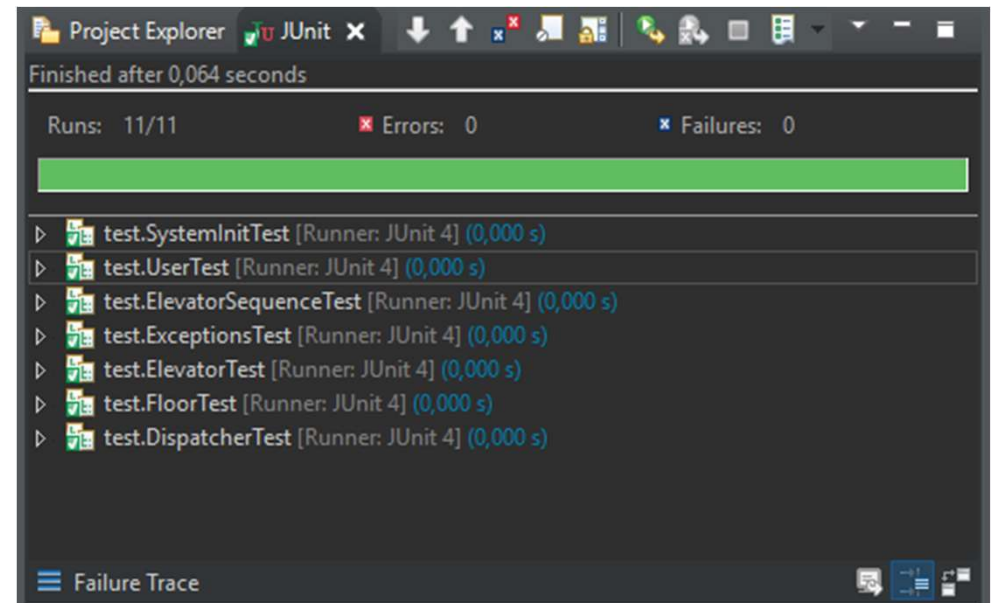 Project Explorer JUnit
Finished after 0,064 seconds
Runs: 11/11 Errors: 0 Failures: 0
test.SystemInitTest [Runner: JUnit 4] (0,000 s)
test.UserTest [Runner: JUnit 4] (0,000 s)
test.ElevatorSequenceTest [Runner: JUnit 4] (0,000 s)
test.ExceptionsTest [Runner: JUnit 4] (0,000 s)
test.ElevatorTest [Runner: JUnit 4] (0,000 s)
test.FloorTest [Runner: JUnit 4] (0,000 s)
test.DispatcherTest [Runner: JUnit 4] (0,000 s)
Failure Trace